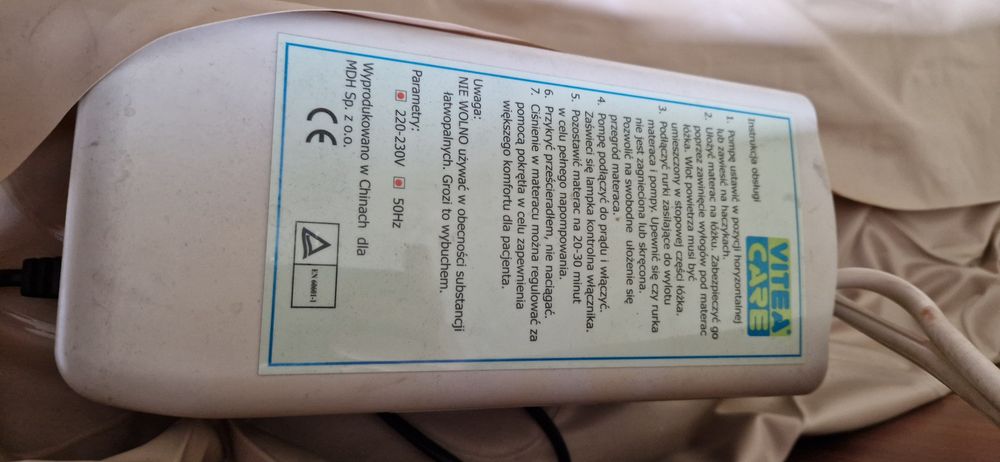 VITEA
CARE
Instrukcja obsługi
1. Pompę ustawić w pozycji horyzontalnej
lub zawiesić na haczykach.
2. Ułożyć materac na łóżku. Zabezpieczyć go
poprzez zawinięcie wyłogów pod materac
łóżka. Wlot powietrza musi być
umieszczony w stopowej części łóżka.
3. Podłączyć rurki zasilające do wylotu
materaca i pompy. Upewnić się czy rurka
nie jest zagnieciona lub skręcona.
Pozwolić na swobodne ułożenie się
przegród materaca.
4. Pompę podłączyć do prądu i włączyć.
Zaświeci się lampka kontrolna włącznika.
5. Pozostawić materac na 20-30 minut
w celu pełnego napompowania.
6. Przykryć prześcieradłem, nie naciągać.
7. Ciśnienie w materacu można regulować za
pomocą pokrętła w celu zapewnienia
większego komfortu dla pacjenta.
Uwaga:
NIE WOLNO używać w obecności substancji
łatwopalnych. Grozi to wybuchem.
Parametry:
220-230V 50Hz
Wyprodukowano w Chinach dla
MDH Sp. z o.o.
CE
EN 60601-1